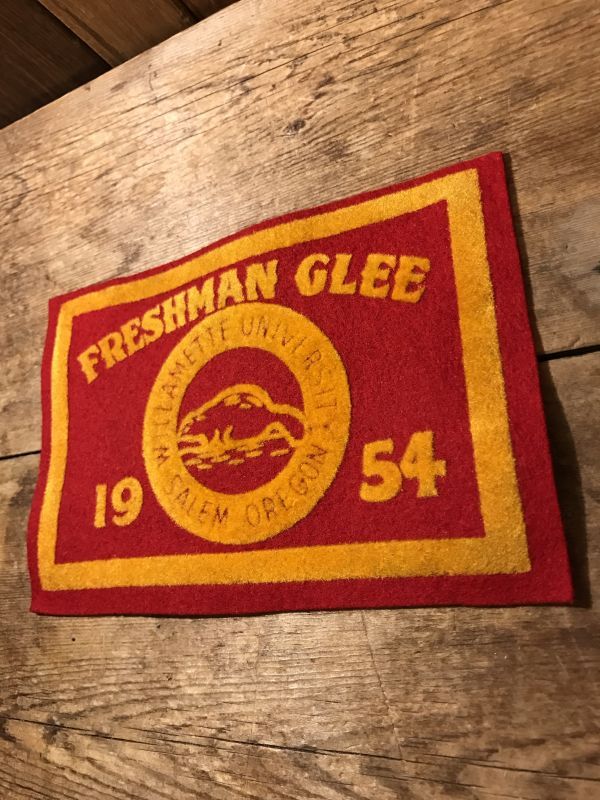 FRESHMAN GLEE
WILLAMETTE UNIVERSITY
SALEM OREGON
19 54